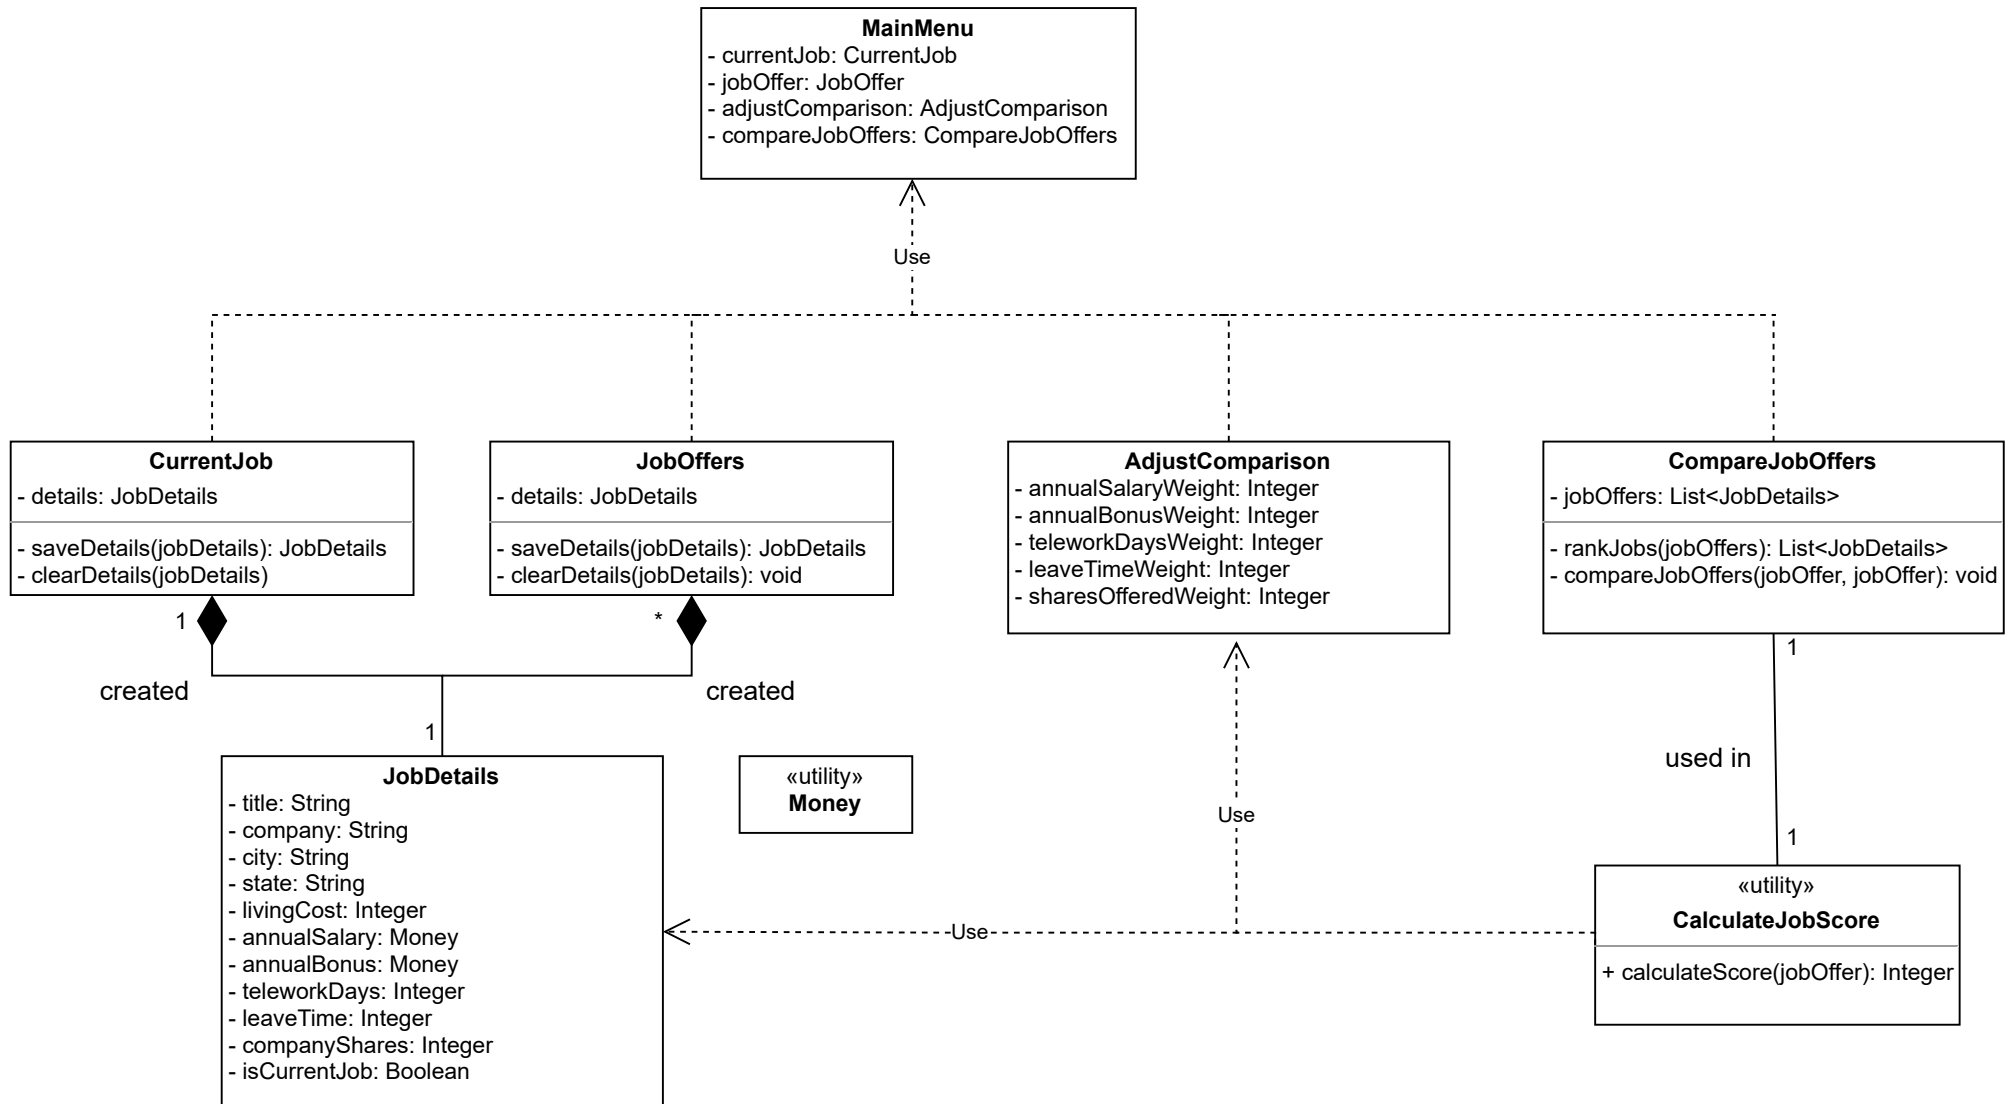 MainMenu
- currentJob: CurrentJob
- jobOffer: JobOffer
- adjustComparison: AdjustComparison
- compareJobOffers: CompareJobOffers
Use
CurrentJob
- details: JobDetails
- saveDetails(jobDetails): JobDetails
- clearDetails(jobDetails)
JobOffers
- details: JobDetails
- saveDetails(jobDetails): JobDetails
- clearDetails(jobDetails): void
AdjustComparison
- annualSalaryWeight: Integer
- annualBonusWeight: Integer
- teleworkDaysWeight: Integer
- leaveTimeWeight: Integer
- sharesOfferedWeight: Integer
CompareJobOffers
- jobOffers: List<JobDetails>
- rankJobs(jobOffers): List<JobDetails>
- compareJobOffers(jobOffer, jobOffer): void
1
*
1
created
created
1
used in
1
JobDetails
- title: String
- company: String
- city: String
- state: String
- livingCost: Integer
- annualSalary: Money
- annualBonus: Money
- teleworkDays: Integer
- leaveTime: Integer
- companyShares: Integer
- isCurrentJob: Boolean
«utility»
Money
Use
Use
«utility»
CalculateJobScore
+ calculateScore(jobOffer): Integer